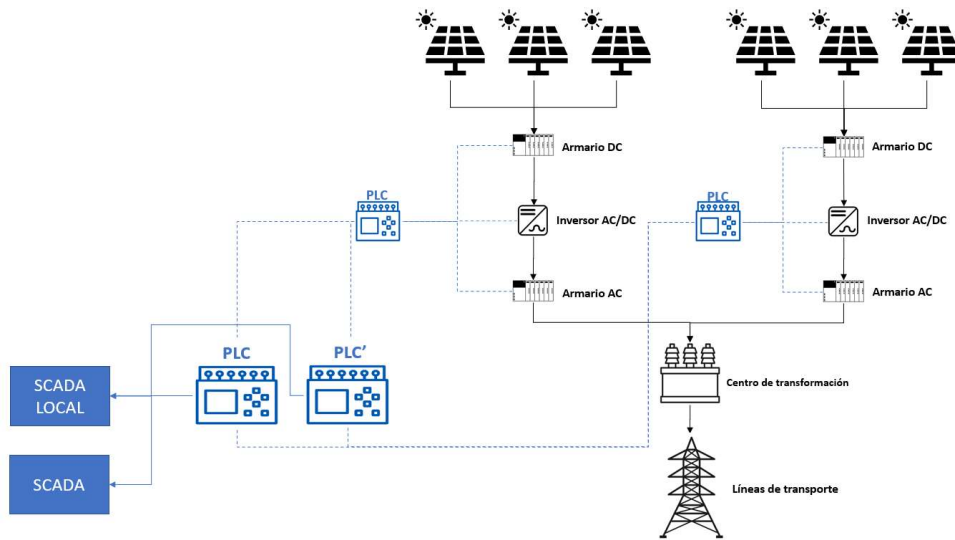 Armario DC
Armario DC
PLC
PLC
Inversor AC/DC
Inversor AC/DC
Armario AC
Armario AC
PLC
PLC'
SCADA
LOCAL
Centro de transformación
SCADA
Líneas de transporte